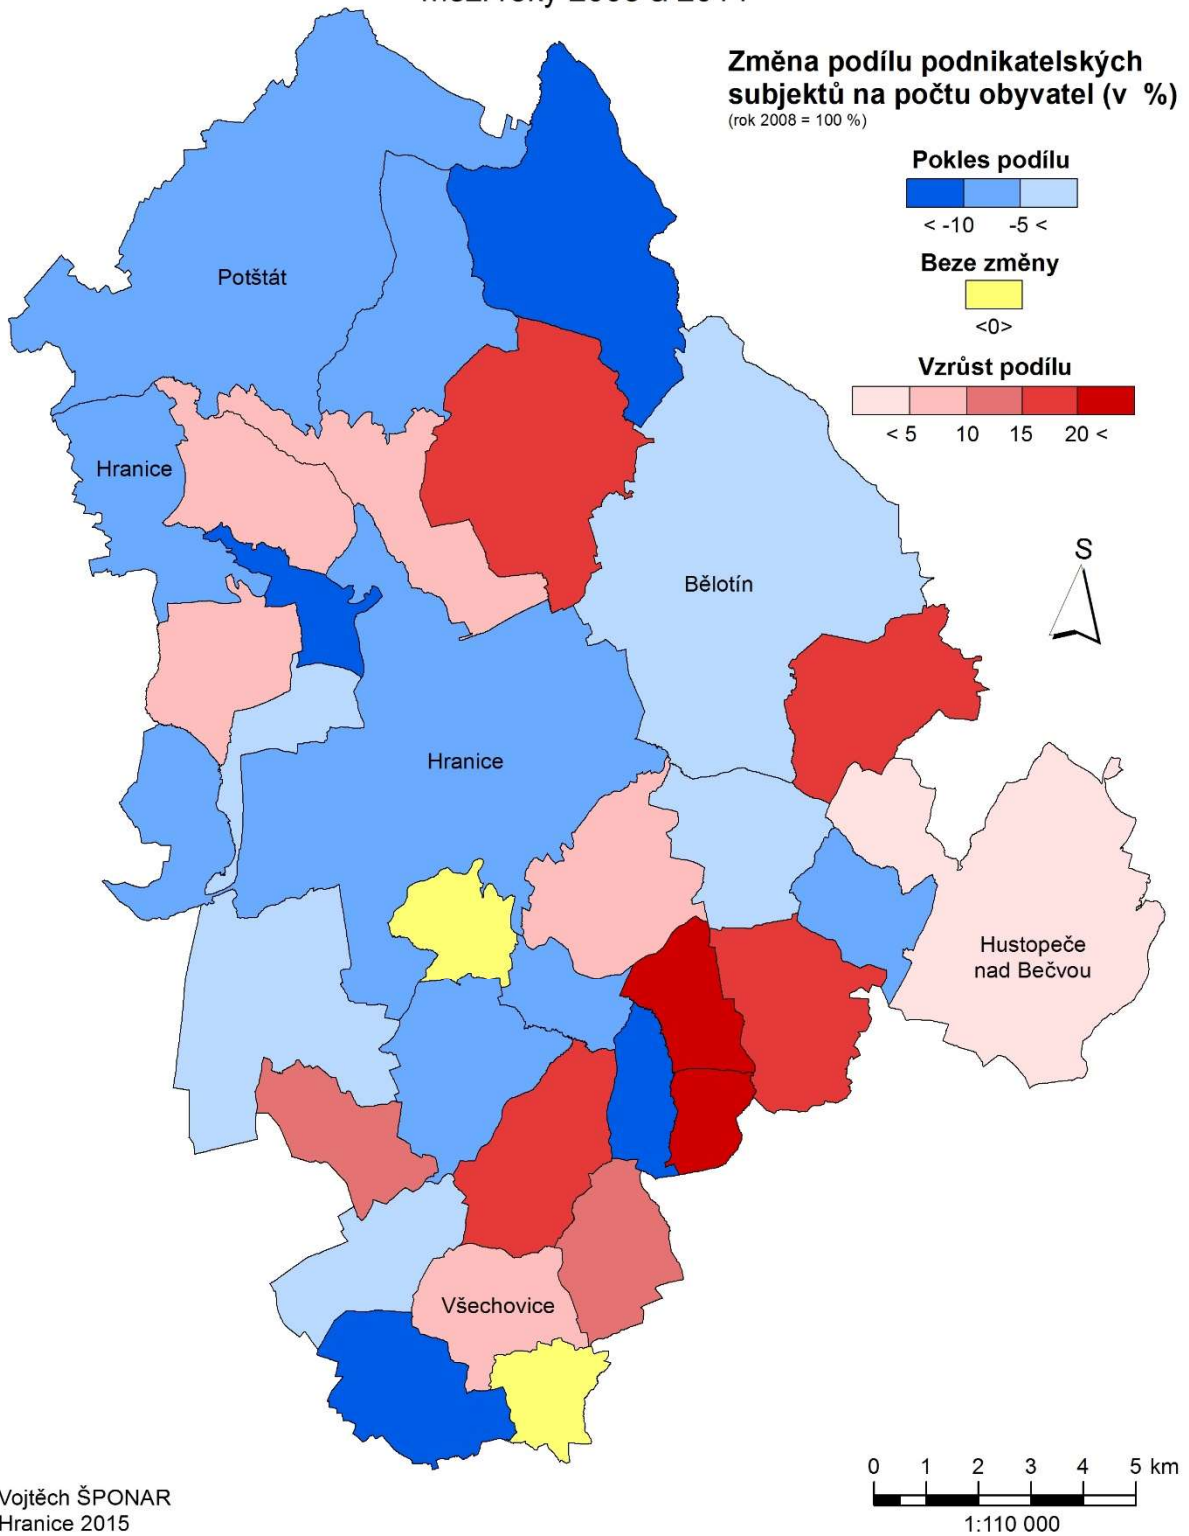 Změna podílu podnikatelských
subjektů na počtu obyvatel (v %)
(rok 2008 = 100 %)
Pokles podílu
< -10 -5 <
Beze změny
<0>
Vzrůst podílu
< 5 10 15 20 <
Potštát
Hranice
S
Bělotín
Hranice
Hustopeče
nad Bečvou
Všechovice
0 1 2 3 4 5 km
1:110 000
Vojtěch ŠPONAR
Hranice 2015